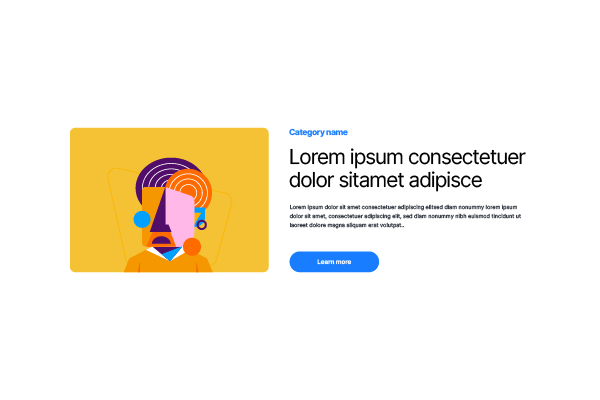 Category name
Lorem ipsum consectetuer
dolor sitamet adipisce
Lorem ipsum dolor sit amet consectetuer adipiscing elitsed diam nonummy lorem ipsum
dolor sit amet, consectetuer adipiscing elit, sed diam nonummy nibh euismod tincidunt ut
laoreet dolore magna aliquam erat volutpat..
Learn more